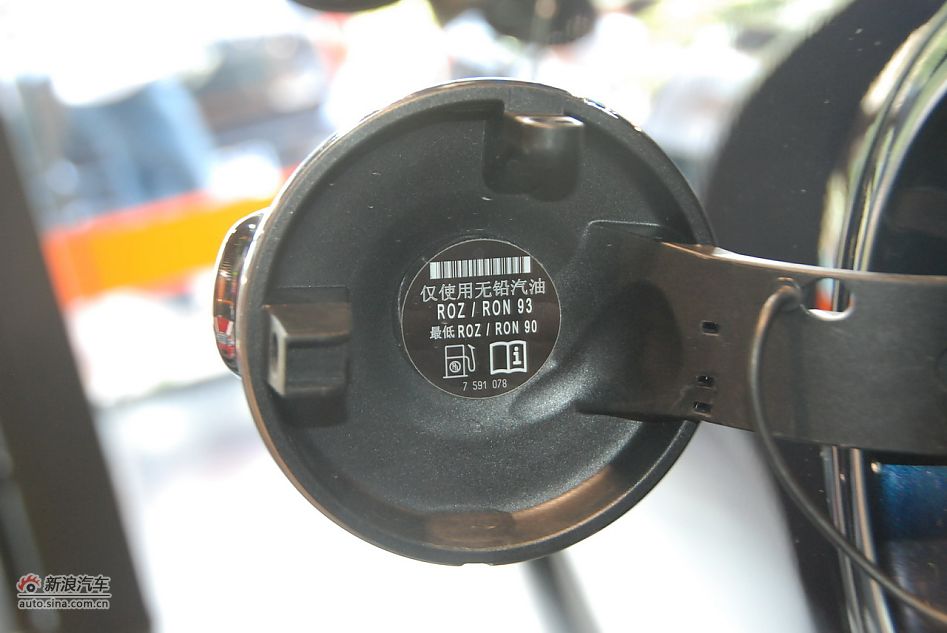 仅使用无铅汽油
ROZ / RON 93
最低 ROZ / RON 90
7 591 078
新浪汽车
auto.sina.com.cn